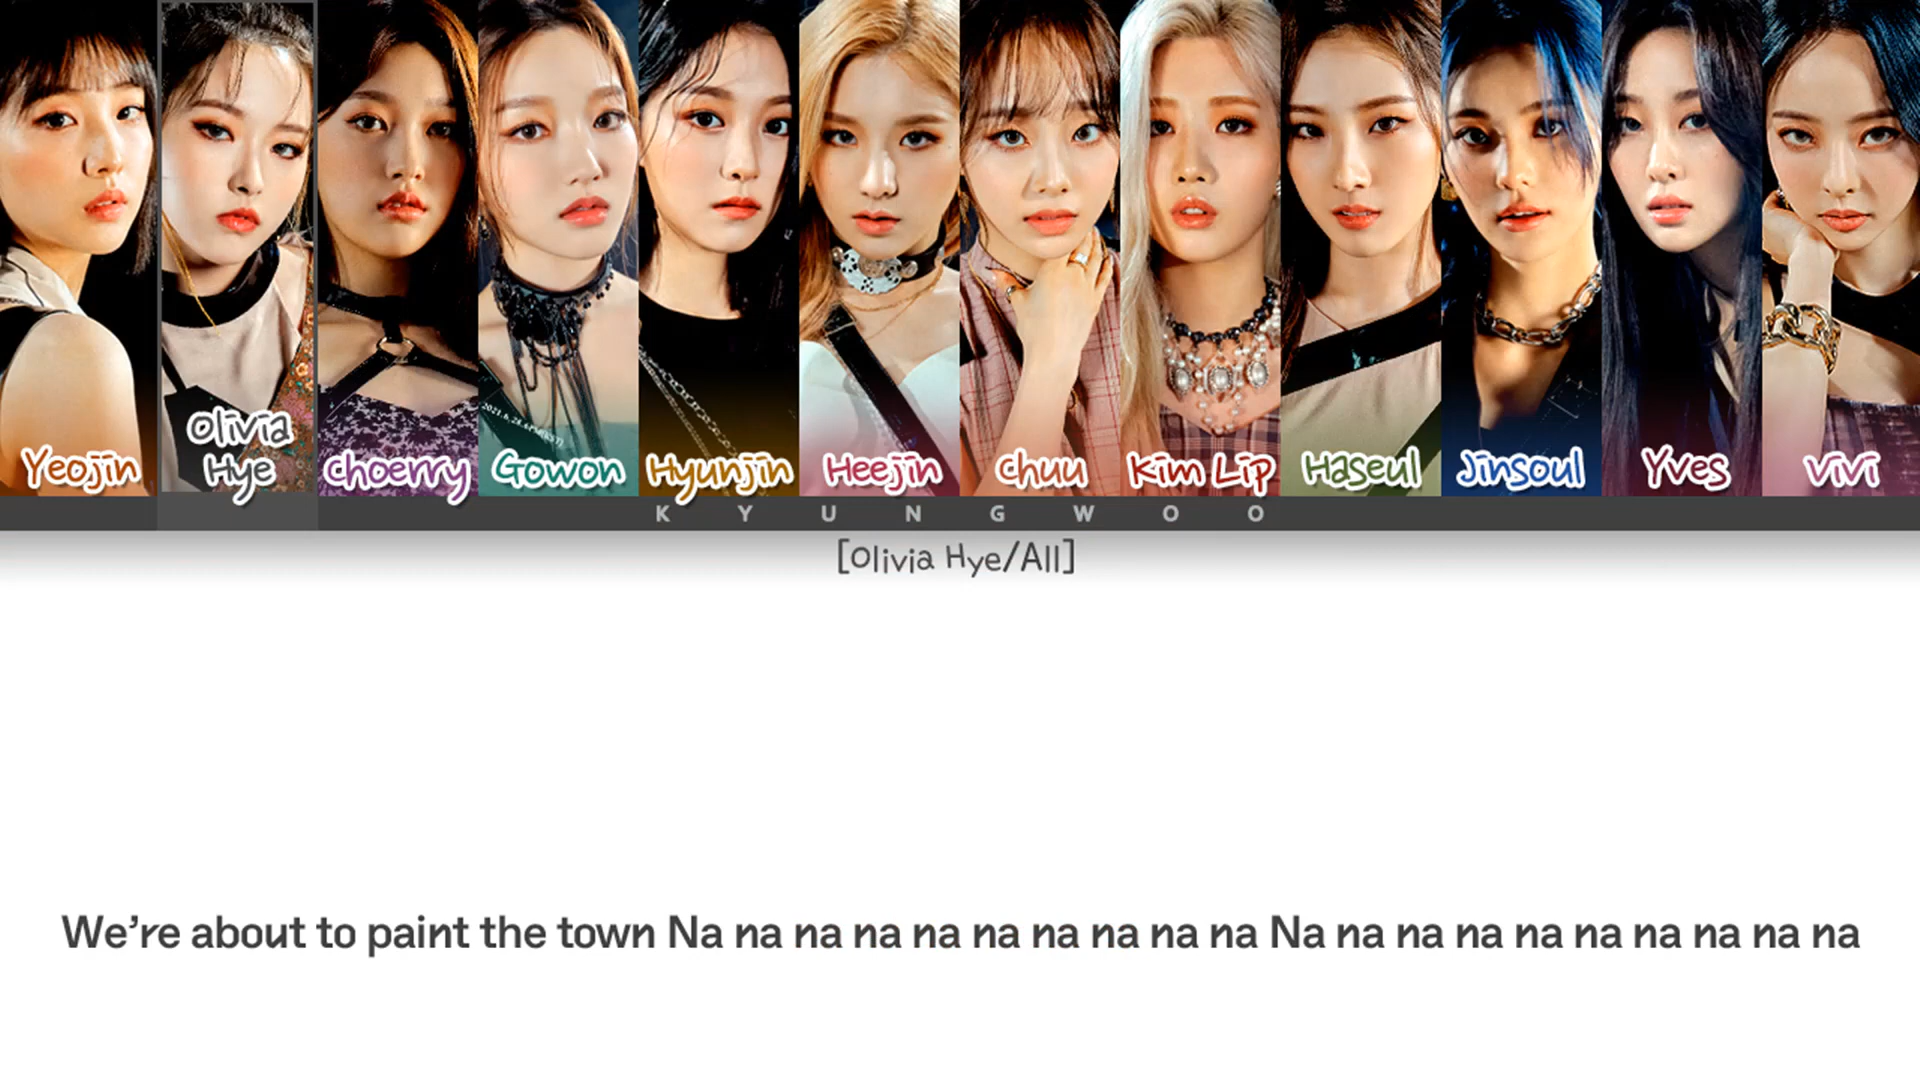 Yeojin
Olivia
Hye
Choerry
Gowon
Hyunjin
Heejin
Chuu
Kim Lip
Haseul
Jinsoul
Yves
ViVi
KYUNGWOO
[Olivia Hye/All]
We’re about to paint the town Na na na na na na na na na na Na na na na na na na na na na